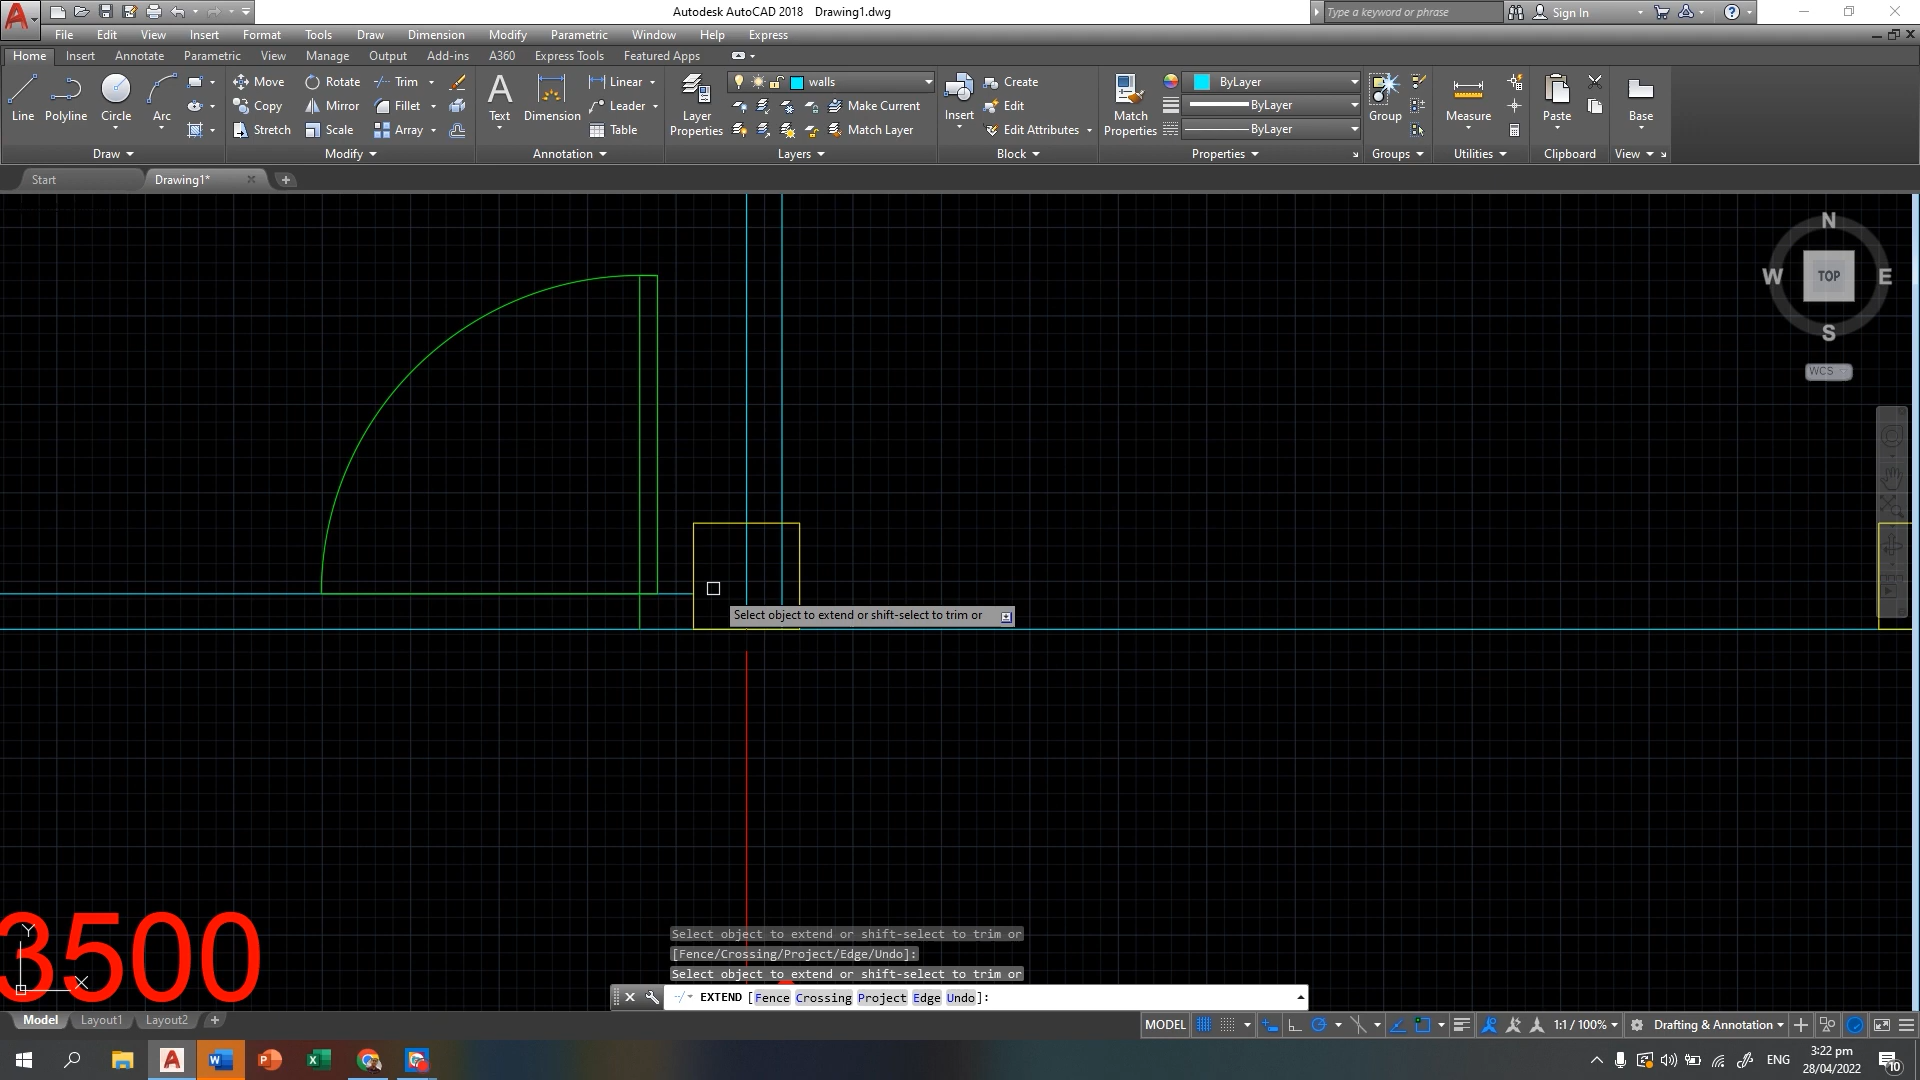 Autodesk AutoCAD 2018 Drawing1.dwg
Type a keyword or phrase
Sign In
File Edit View Insert Format Tools Draw Dimension Modify Parametric Window Help Express
Home Insert Annotate Parametric View Manage Output Add-ins A360 Express Tools Featured Apps
Line Polyline Circle Arc
Move Rotate Trim
Copy Mirror Fillet
Stretch Scale Array
Text Dimension
Linear
Leader
Table
Layer Properties
walls
Make Current
Match Layer
Insert
Create
Edit
Edit Attributes
Match Properties
ByLayer
ByLayer
ByLayer
Group
Measure
Paste
Base
Draw Modify Annotation Layers Block Properties Groups Utilities Clipboard View
Start Drawing1*
N
W TOP E
S
WCS
Select object to extend or shift-select to trim or
3500
Y
X
Select object to extend or shift-select to trim or
[Fence/Crossing/Project/Edge/Undo]:
Select object to extend or shift-select to trim or
EXTEND [Fence Crossing Project Edge Undo]:
Model Layout1 Layout2
MODEL 1:1 / 100% Drafting & Annotation
ENG
3:22 pm
28/04/2022
10